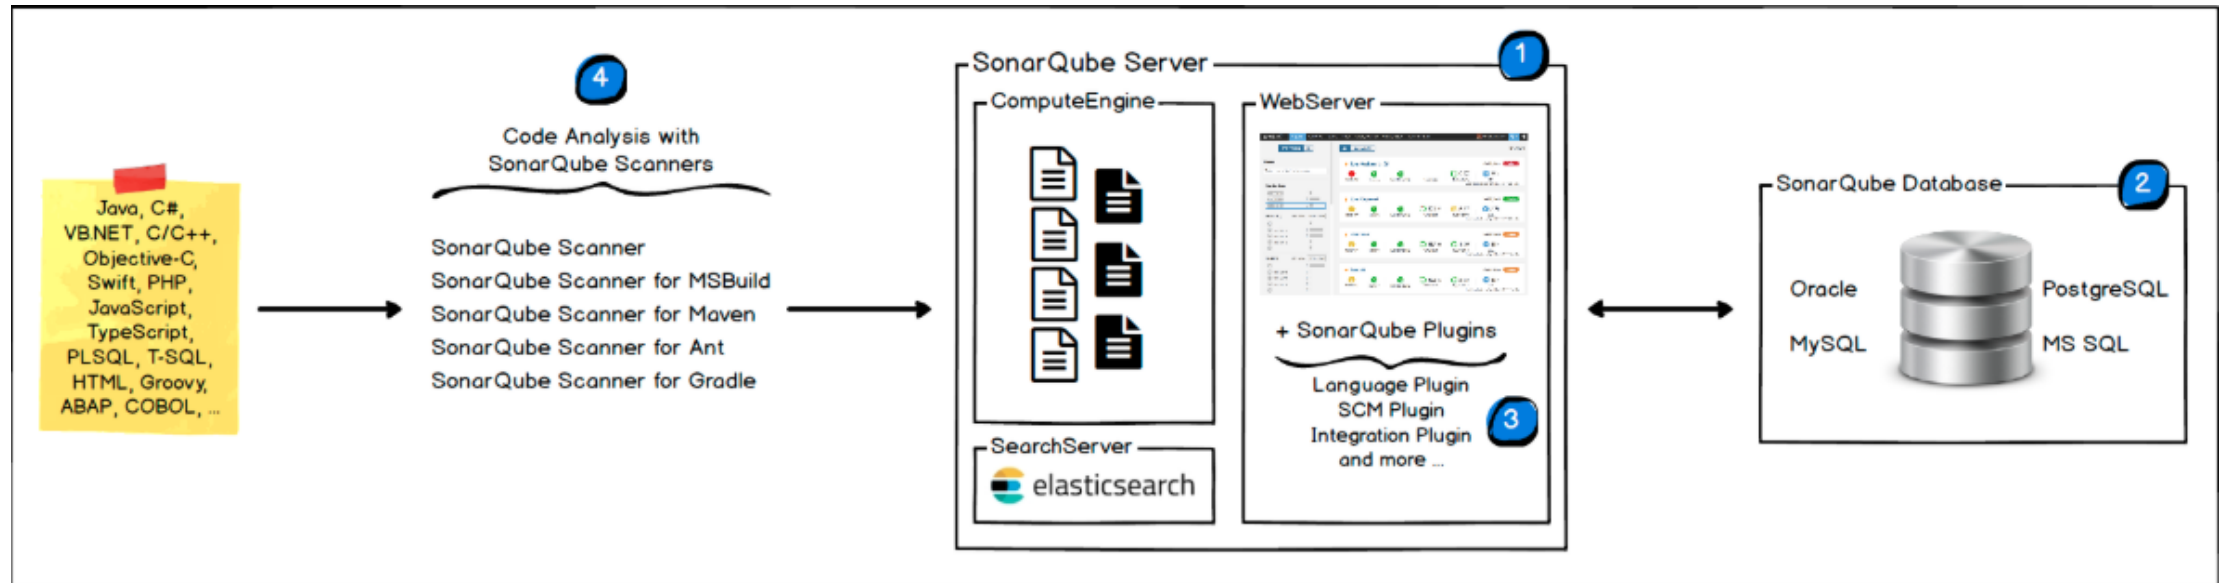 Java, C#,
VB.NET, C/C++,
Objective-C,
Swift, PHP,
JavaScript,
TypeScript,
PLSQL, T-SQL,
HTML, Groovy,
ABAP, COBOL, ...
4
Code Analysis with
SonarQube Scanners
SonarQube Scanner
SonarQube Scanner for MSBuild
SonarQube Scanner for Maven
SonarQube Scanner for Ant
SonarQube Scanner for Gradle
SonarQube Server
1
ComputeEngine
SearchServer
elasticsearch
WebServer
+ SonarQube Plugins
Language Plugin
SCM Plugin
Integration Plugin
and more ...
3
SonarQube Database
2
Oracle
PostgreSQL
MySQL
MS SQL